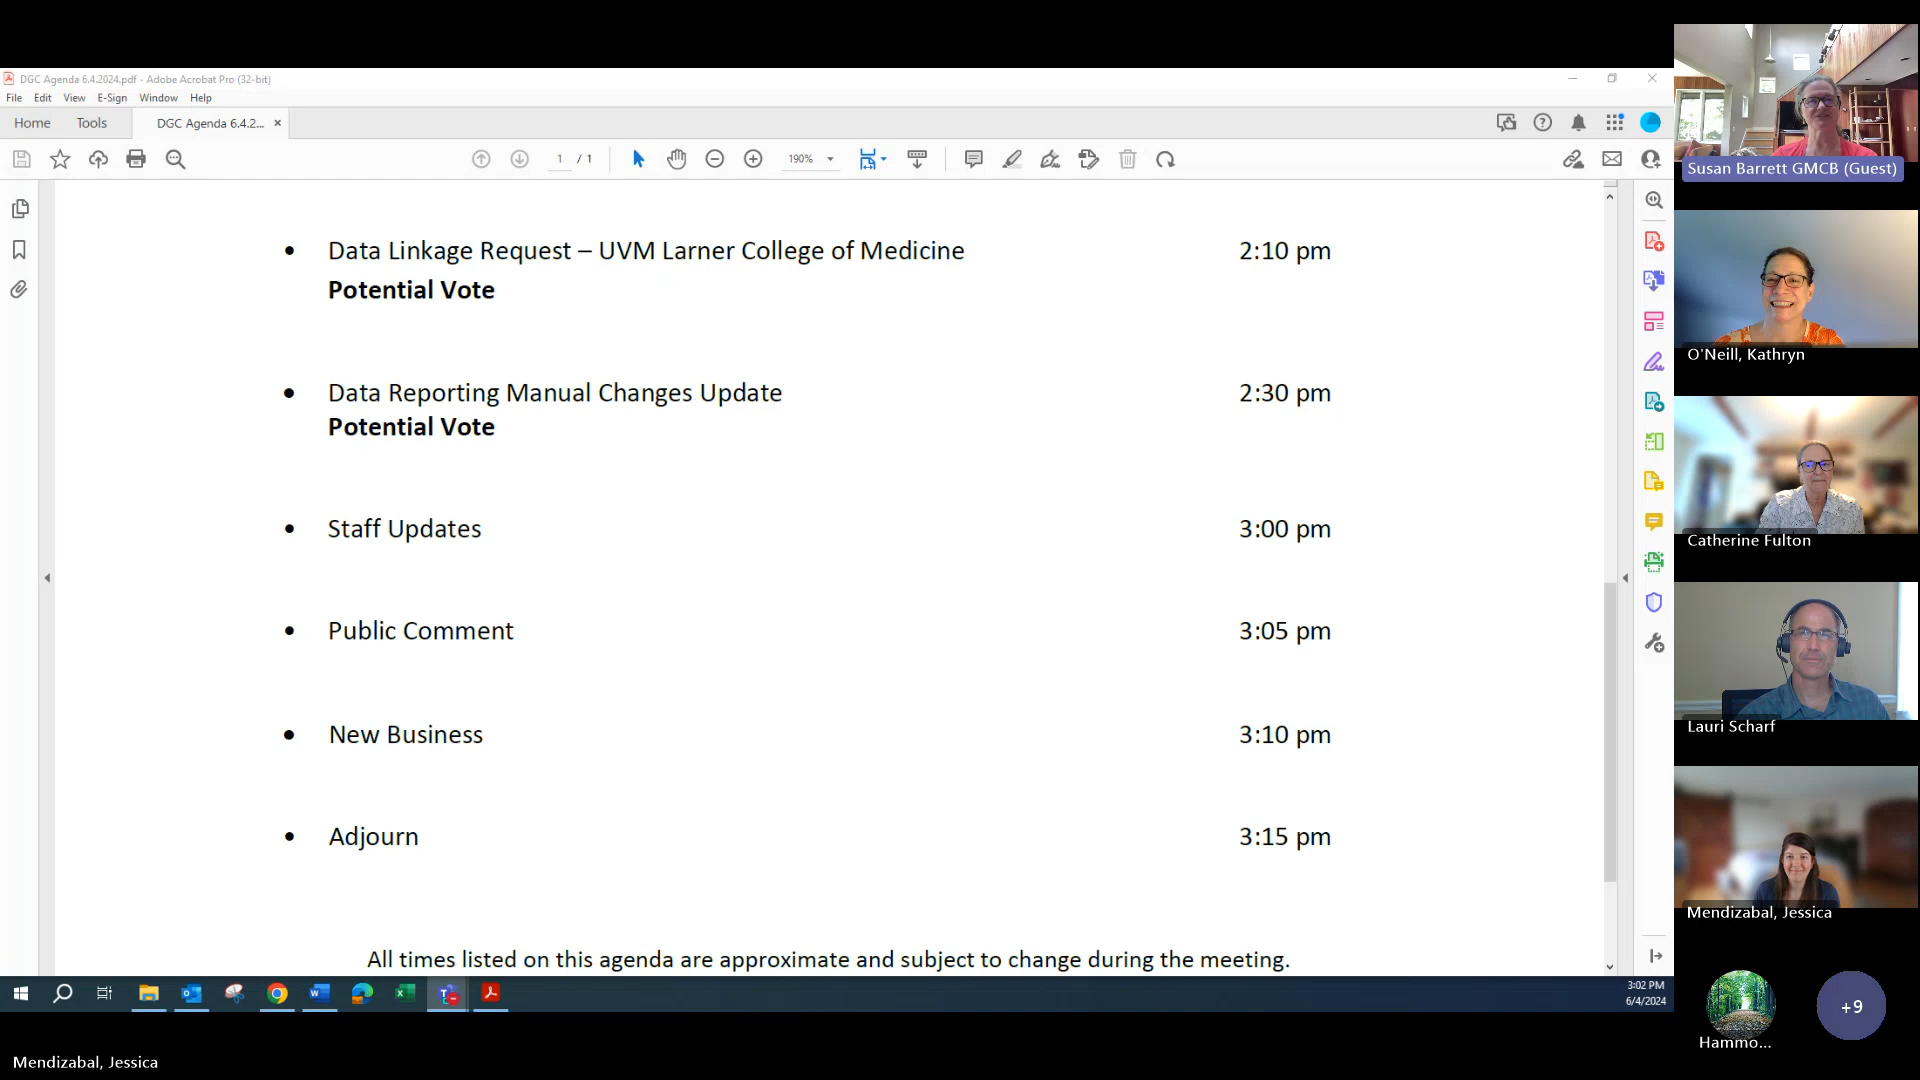 DGC Agenda 6.4.2024.pdf - Adobe Acrobat Pro (32-bit)
File Edit View E-Sign Window Help
Home Tools DGC Agenda 6.4.2... ×
1 / 1 190%
• Data Linkage Request – UVM Larner College of Medicine 2:10 pm
Potential Vote
• Data Reporting Manual Changes Update 2:30 pm
Potential Vote
• Staff Updates 3:00 pm
• Public Comment 3:05 pm
• New Business 3:10 pm
• Adjourn 3:15 pm
All times listed on this agenda are approximate and subject to change during the meeting.
3:02 PM
6/4/2024
Mendizabal, Jessica
Susan Barrett GMCB (Guest)
O'Neill, Kathryn
Catherine Fulton
Lauri Scharf
Mendizabal, Jessica
Hammo...
+9